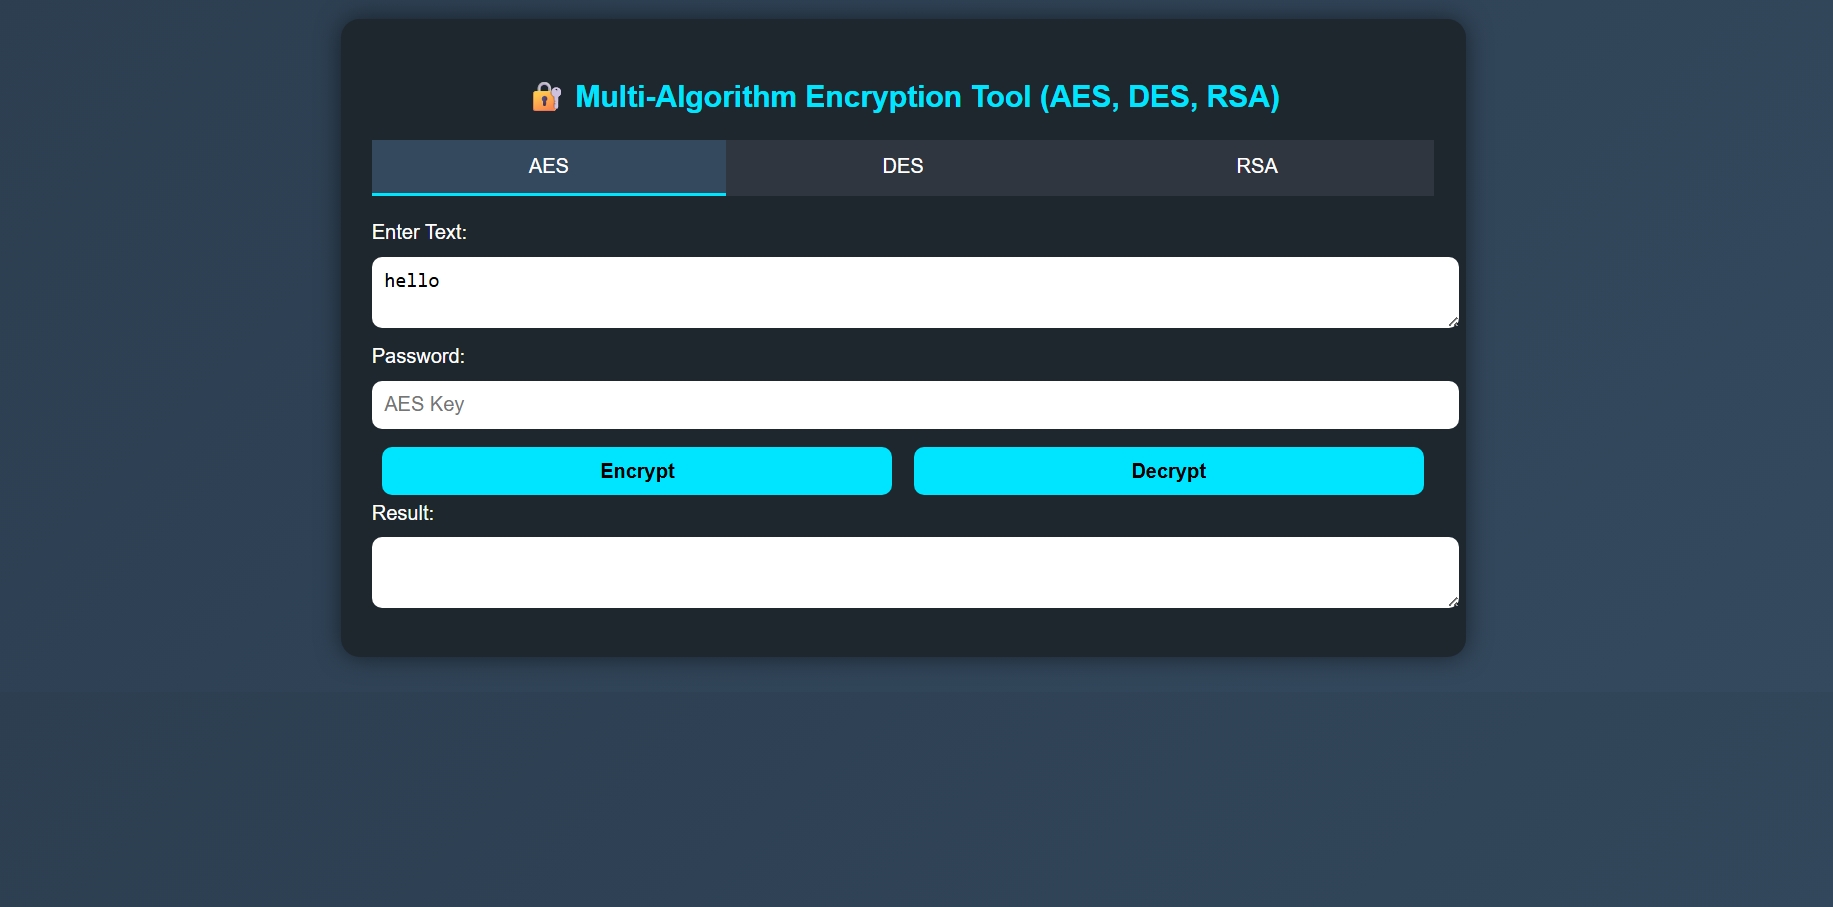 🔐 Multi-Algorithm Encryption Tool (AES, DES, RSA)
AES DES RSA
Enter Text:
hello
Password:
AES Key
Encrypt Decrypt
Result: